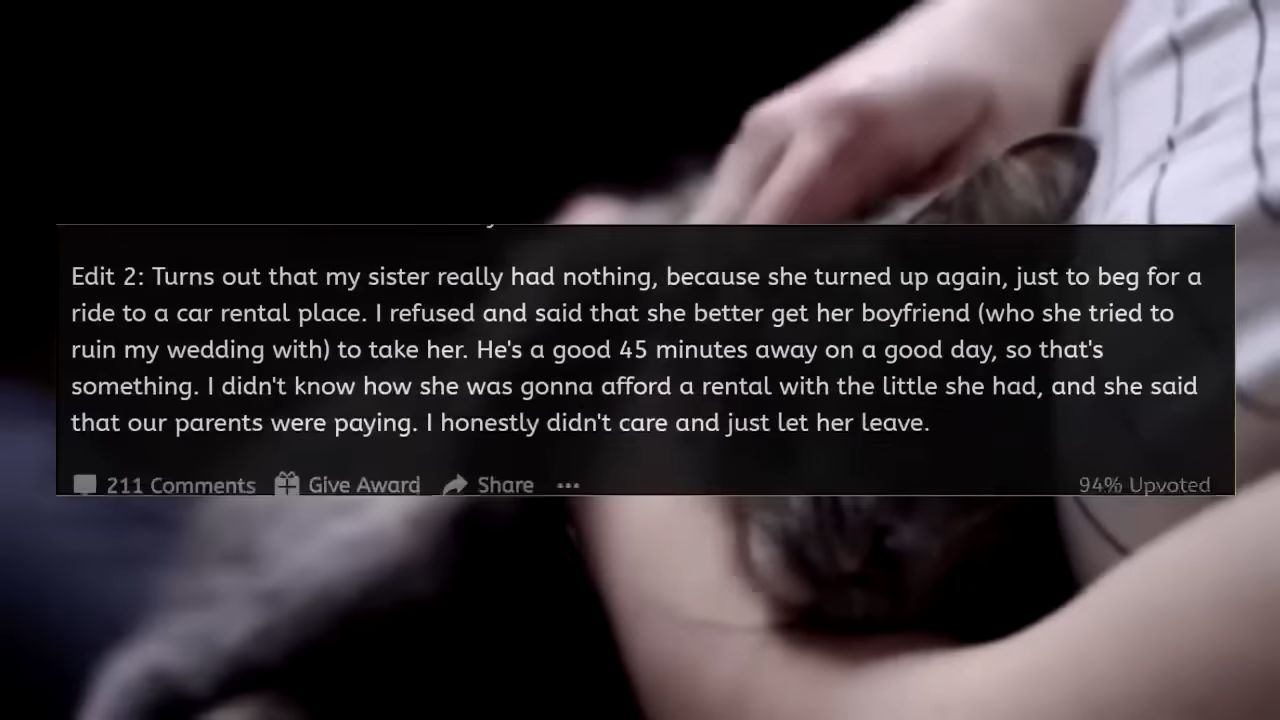 Edit 2: Turns out that my sister really had nothing, because she turned up again, just to beg for a
ride to a car rental place. I refused and said that she better get her boyfriend (who she tried to
ruin my wedding with) to take her. He's a good 45 minutes away on a good day, so that's
something. I didn't know how she was gonna afford a rental with the little she had, and she said
that our parents were paying. I honestly didn't care and just let her leave.
211 Comments Give Award Share ... 94% Upvoted